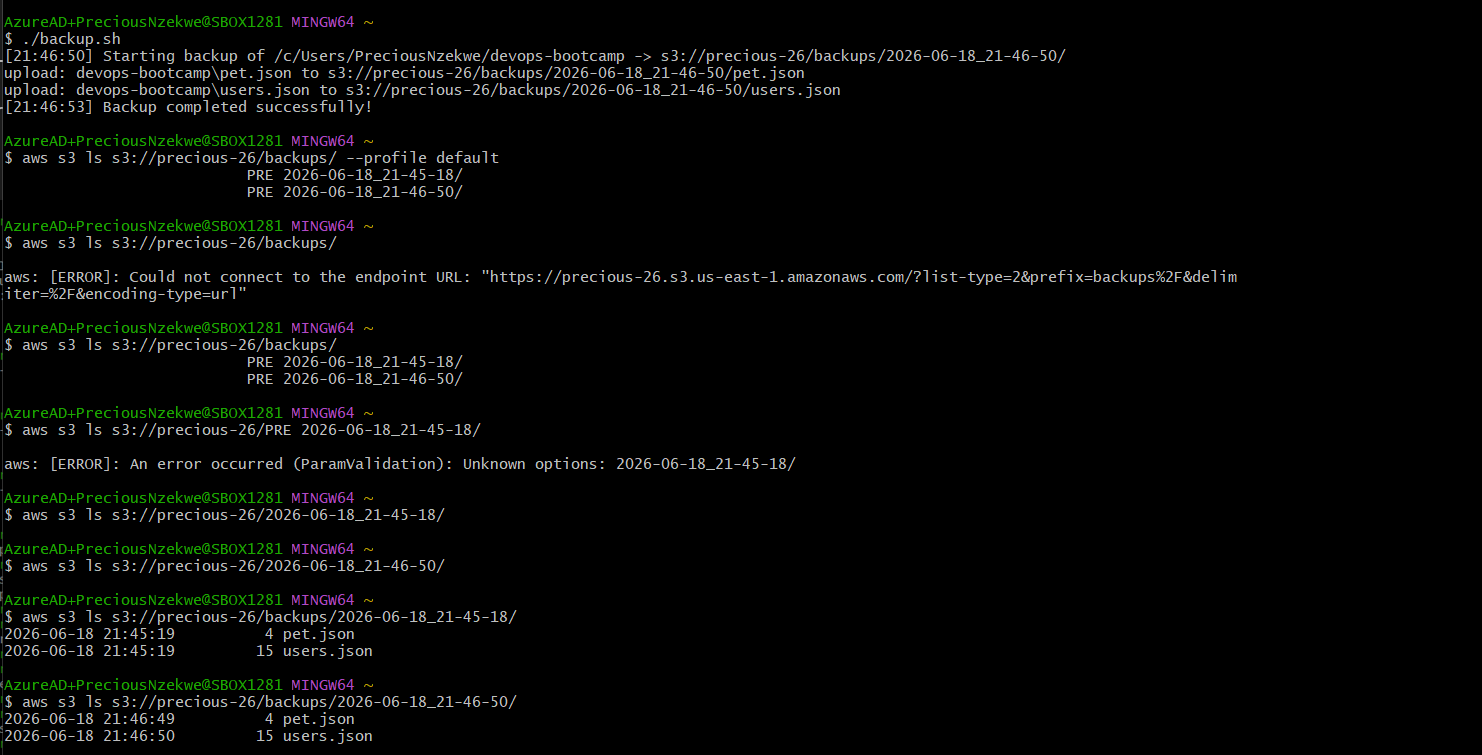 AzureAD+PreciousNzekwe@SBOX1281 MINGW64 ~
$ ./backup.sh
[21:46:50] Starting backup of /c/Users/PreciousNzekwe/devops-bootcamp -> s3://precious-26/backups/2026-06-18_21-46-50/
upload: devops-bootcamp\pet.json to s3://precious-26/backups/2026-06-18_21-46-50/pet.json
upload: devops-bootcamp\users.json to s3://precious-26/backups/2026-06-18_21-46-50/users.json
[21:46:53] Backup completed successfully!
AzureAD+PreciousNzekwe@SBOX1281 MINGW64 ~
$ aws s3 ls s3://precious-26/backups/ --profile default
PRE 2026-06-18_21-45-18/
PRE 2026-06-18_21-46-50/
AzureAD+PreciousNzekwe@SBOX1281 MINGW64 ~
$ aws s3 ls s3://precious-26/backups/
aws: [ERROR]: Could not connect to the endpoint URL: "https://precious-26.s3.us-east-1.amazonaws.com/?list-type=2&prefix=backups%2F&delim
iter=%2F&encoding-type=url"
AzureAD+PreciousNzekwe@SBOX1281 MINGW64 ~
$ aws s3 ls s3://precious-26/backups/
PRE 2026-06-18_21-45-18/
PRE 2026-06-18_21-46-50/
AzureAD+PreciousNzekwe@SBOX1281 MINGW64 ~
$ aws s3 ls s3://precious-26/PRE 2026-06-18_21-45-18/
aws: [ERROR]: An error occurred (ParamValidation): Unknown options: 2026-06-18_21-45-18/
AzureAD+PreciousNzekwe@SBOX1281 MINGW64 ~
$ aws s3 ls s3://precious-26/2026-06-18_21-45-18/
AzureAD+PreciousNzekwe@SBOX1281 MINGW64 ~
$ aws s3 ls s3://precious-26/2026-06-18_21-46-50/
AzureAD+PreciousNzekwe@SBOX1281 MINGW64 ~
$ aws s3 ls s3://precious-26/backups/2026-06-18_21-45-18/
2026-06-18 21:45:19 4 pet.json
2026-06-18 21:45:19 15 users.json
AzureAD+PreciousNzekwe@SBOX1281 MINGW64 ~
$ aws s3 ls s3://precious-26/backups/2026-06-18_21-46-50/
2026-06-18 21:46:49 4 pet.json
2026-06-18 21:46:50 15 users.json